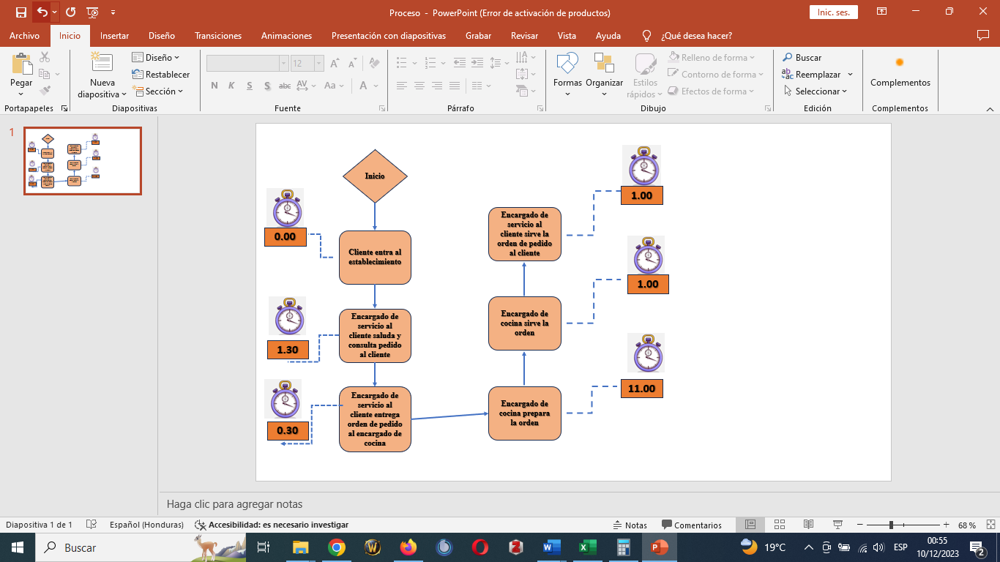 Proceso - PowerPoint (Error de activación de productos)
Inic. ses.
Archivo Inicio Insertar Diseño Transiciones Animaciones Presentación con diapositivas Grabar Revisar Vista Ayuda ¿Qué desea hacer?
Pegar
Portapapeles
Nueva
diapositiva
Diseño
Restablecer
Sección
Diapositivas
12
N K S S abc AV Aa A
Fuente
Párrafo
Formas
Organizar
Estilos
rápidos
Relleno de forma
Contorno de forma
Efectos de forma
Dibujo
Buscar
Reemplazar
Seleccionar
Edición
Complementos
Complementos
1
Inicio
0.00
Cliente entra al
establecimiento
1.30
Encargado de
servicio al
cliente saluda y
consulta pedido
al cliente
0.30
Encargado de
servicio al
cliente entrega
orden de pedido
al encargado de
cocina
Encargado de
servicio al
cliente sirve la
orden de pedido
al cliente
1.00
Encargado de
cocina sirve la
orden
1.00
Encargado de
cocina prepara
la orden
11.00
Haga clic para agregar notas
Diapositiva 1 de 1 Español (Honduras) Accesibilidad: es necesario investigar Notas Comentarios 68 %
Buscar
19°C
ESP
00:55
10/12/2023
2